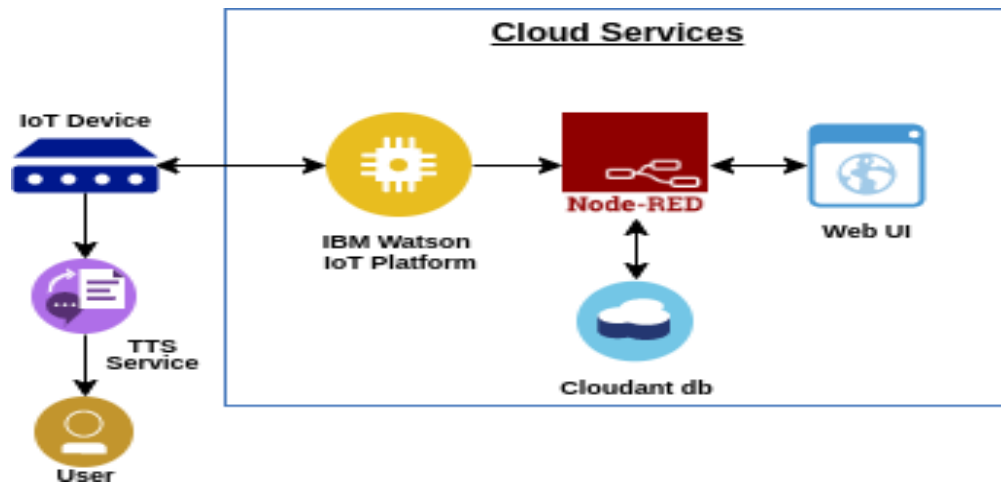 Cloud Services
IoT Device
IBM Watson
IoT Platform
Node-RED
Web UI
TTS
Service
Cloudant db
User